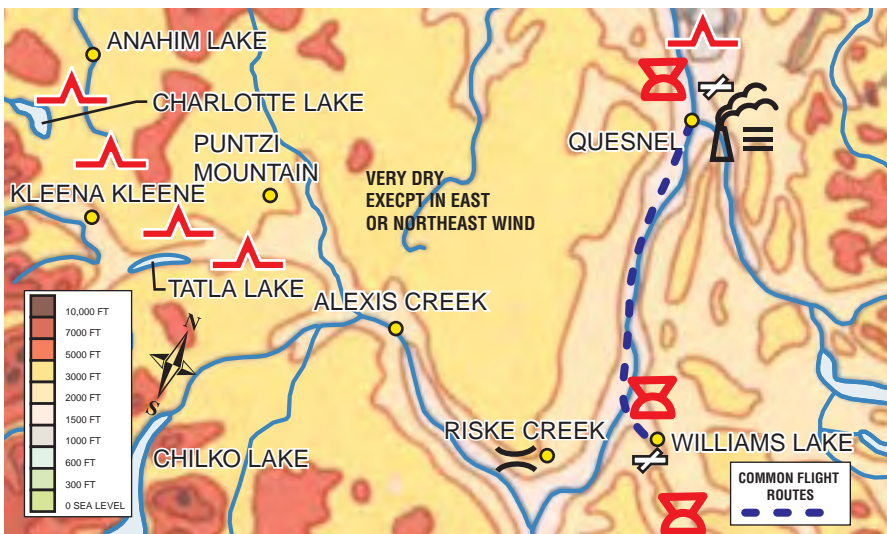 ANAHIM LAKE
CHARLOTTE LAKE
PUNTZI
MOUNTAIN
QUESNEL
KLEENA KLEENE
VERY DRY
EXECPT IN EAST
OR NORTHEAST WIND
TATLA LAKE
ALEXIS CREEK
10,000 FT
7000 FT
5000 FT
3000 FT
2000 FT
1500 FT
1000 FT
600 FT
300 FT
0 SEA LEVEL
N
S
CHILKO LAKE
RISKE CREEK
WILLIAMS LAKE
COMMON FLIGHT
ROUTES